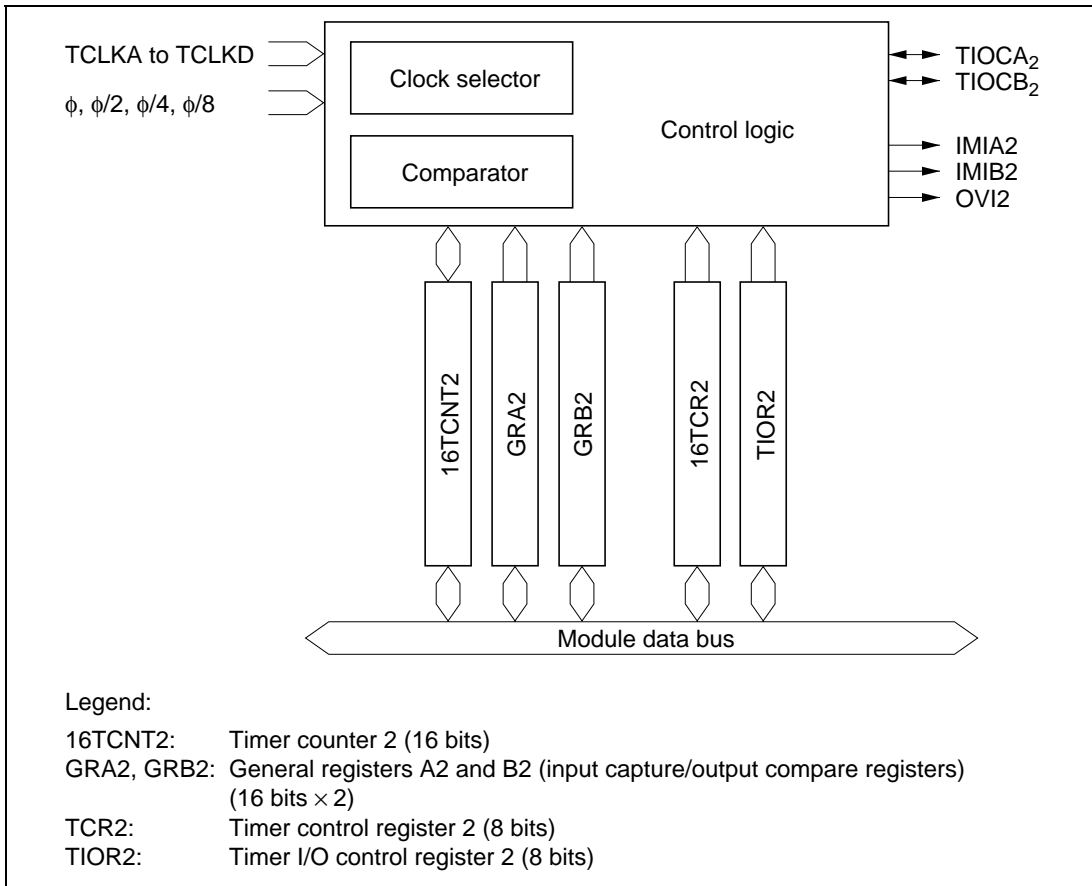 TCLKA to TCLKD
ϕ, ϕ/2, ϕ/4, ϕ/8
Clock selector
Comparator
Control logic
TIOCA₂
TIOCB₂
IMIA2
IMIB2
OVI2
16TCNT2
GRA2
GRB2
16TCR2
TIOR2
Module data bus
Legend:
16TCNT2: Timer counter 2 (16 bits)
GRA2, GRB2: General registers A2 and B2 (input capture/output compare registers)
(16 bits × 2)
TCR2: Timer control register 2 (8 bits)
TIOR2: Timer I/O control register 2 (8 bits)